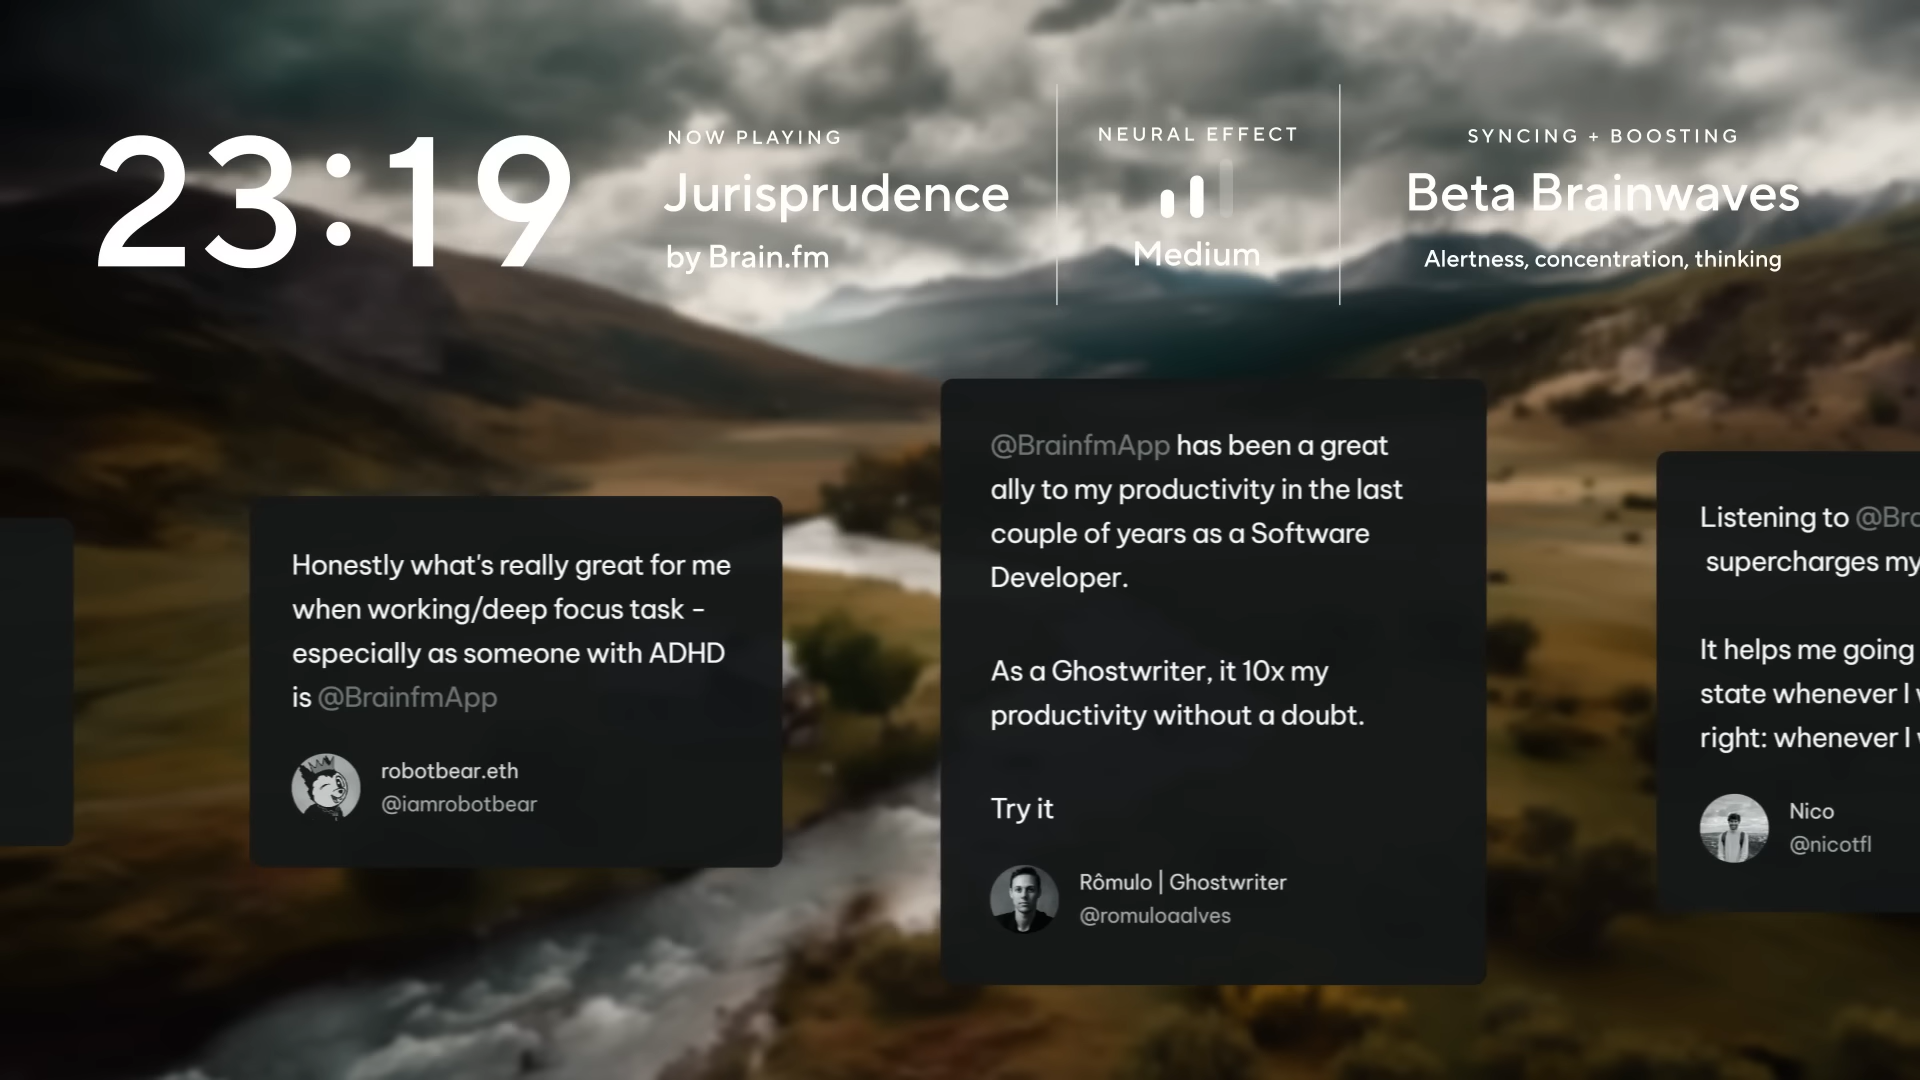 23:19
NOW PLAYING
Jurisprudence
by Brain.fm
NEURAL EFFECT
Medium
SYNCING + BOOSTING
Beta Brainwaves
Alertness, concentration, thinking
Honestly what's really great for me
when working/deep focus task –
especially as someone with ADHD
is @BrainfmApp
robotbear.eth
@iamrobotbear
@BrainfmApp has been a great
ally to my productivity in the last
couple of years as a Software
Developer.
As a Ghostwriter, it 10x my
productivity without a doubt.
Try it
Rômulo | Ghostwriter
@romuloaalves
Listening to
supercharges my
It helps me going
state whenever I
right: whenever I
Nico
@nicotfl